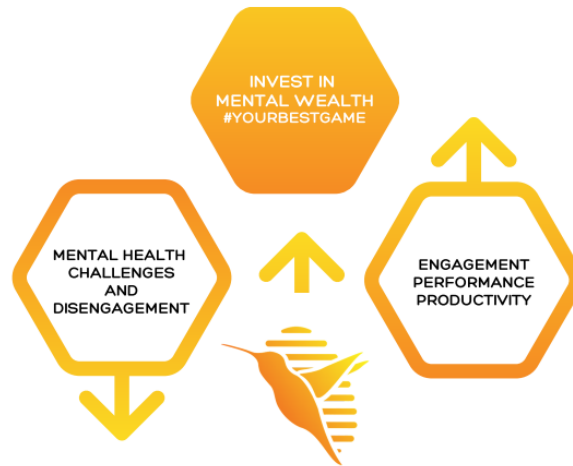 INVEST IN
MENTAL WEALTH
#YOURBESTGAME
MENTAL HEALTH
CHALLENGES
AND
DISENGAGEMENT
ENGAGEMENT
PERFORMANCE
PRODUCTIVITY